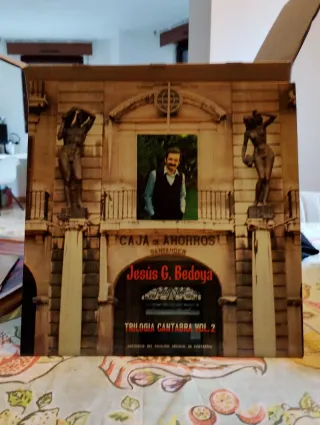 CAJA DE AHORROS
SANTANDER
Jesús G. Bedoya
TRILOGIA CANTABRA VOL. 2